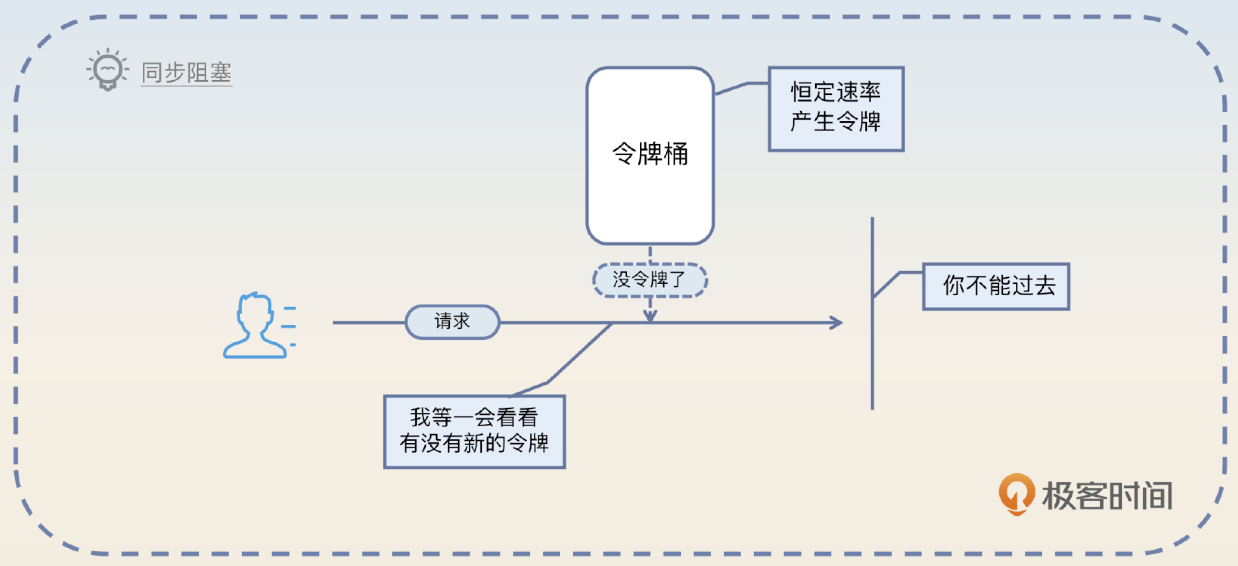 同步阻塞
恒定速率
产生令牌
令牌桶
没令牌了
你不能过去
请求
我等一会看看
有没有新的令牌
极客时间